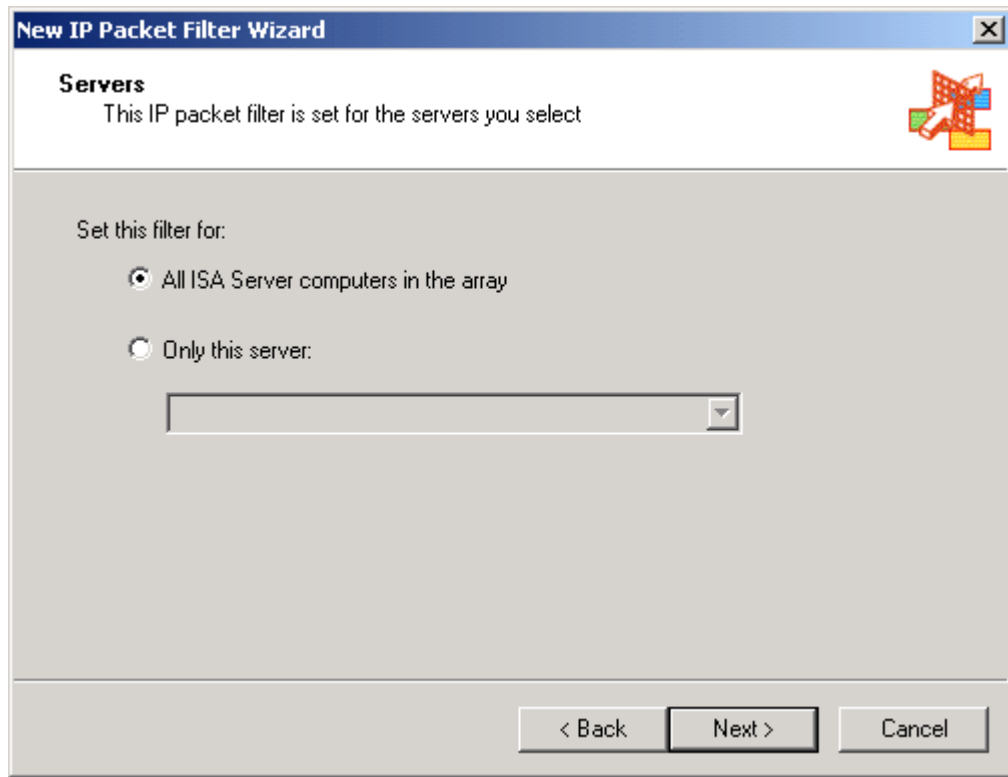 New IP Packet Filter Wizard
Servers
This IP packet filter is set for the servers you select
Set this filter for:
All ISA Server computers in the array
Only this server:
< Back
Next >
Cancel